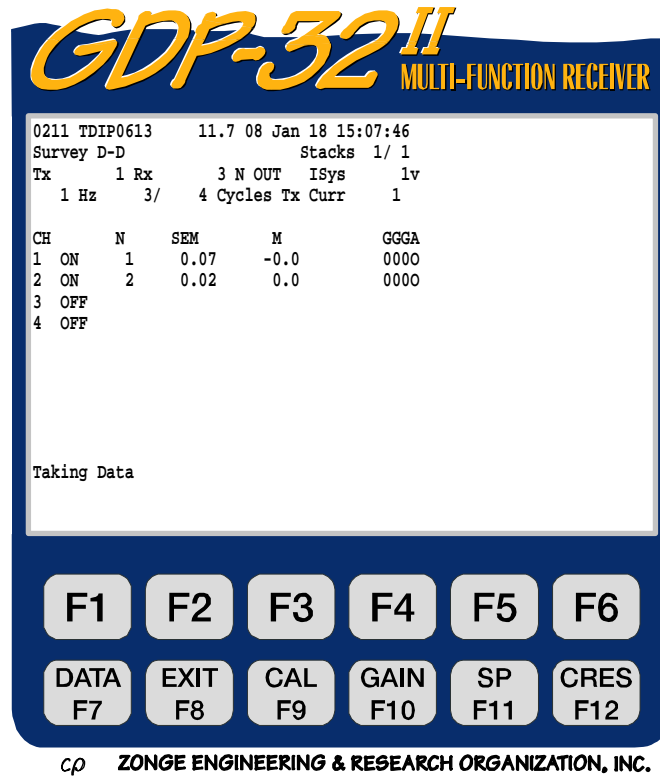 GDP-32 II
MULTI-FUNCTION RECEIVER
0211 TDIP0613 11.7 08 Jan 18 15:07:46
Survey D-D Stacks 1/ 1
Tx 1 Rx 3 N OUT ISys 1v
1 Hz 3/ 4 Cycles Tx Curr 1
CH N SEM M GGGA
1 ON 1 0.07 -0.0 000O
2 ON 2 0.02 0.0 000O
3 OFF
4 OFF
Taking Data
F1 F2 F3 F4 F5 F6
DATA EXIT CAL GAIN SP CRES
F7 F8 F9 F10 F11 F12
ZONGE ENGINEERING & RESEARCH ORGANIZATION, INC.